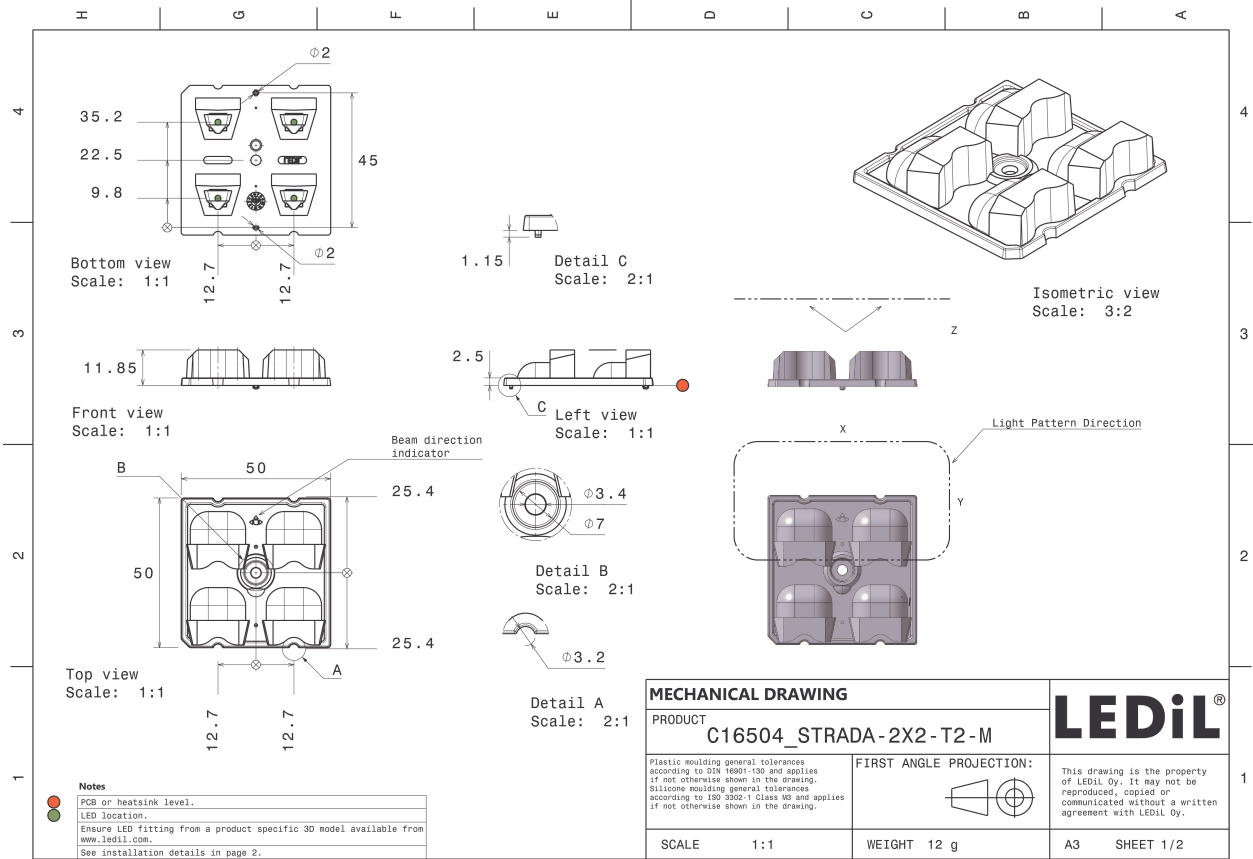 H G F E D C B A
4
4
3
3
2
2
1
1
Φ2
35.2
22.5
9.8
45
Φ2
12.7
12.7
Bottom view
Scale: 1:1
1.15
Detail C
Scale: 2:1
Isometric view
Scale: 3:2
Z
11.85
Front view
Scale: 1:1
2.5
C
Left view
Scale: 1:1
X
Light Pattern Direction
Y
Beam direction
indicator
B
50
25.4
50
25.4
A
Top view
Scale: 1:1
12.7
12.7
Φ3.4
Φ7
Detail B
Scale: 2:1
Φ3.2
Detail A
Scale: 2:1
Notes
PCB or heatsink level.
LED location.
Ensure LED fitting from a product specific 3D model available from
www.ledil.com.
See installation details in page 2.
MECHANICAL DRAWING
PRODUCT
C16504_STRADA-2X2-T2-M
LEDiL®
Plastic moulding general tolerances
according to DIN 16901-130 and applies
if not otherwise shown in the drawing.
Silicone moulding general tolerances
according to ISO 3302-1 Class M3 and applies
if not otherwise shown in the drawing.
FIRST ANGLE PROJECTION:
This drawing is the property
of LEDiL Oy. It may not be
reproduced, copied or
communicated without a written
agreement with LEDiL Oy.
SCALE 1:1
WEIGHT 12 g
A3 SHEET 1/2